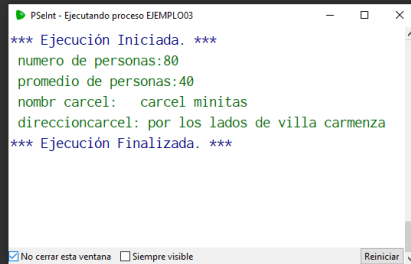 PSeInt - Ejecutando proceso EJEMPLO03
*** Ejecución Iniciada. ***
numero de personas:80
promedio de personas:40
nombr carcel:   carcel minitas
direccioncarcel: por los lados de villa carmenza
*** Ejecución Finalizada. ***
No cerrar esta ventana Siempre visible Reiniciar